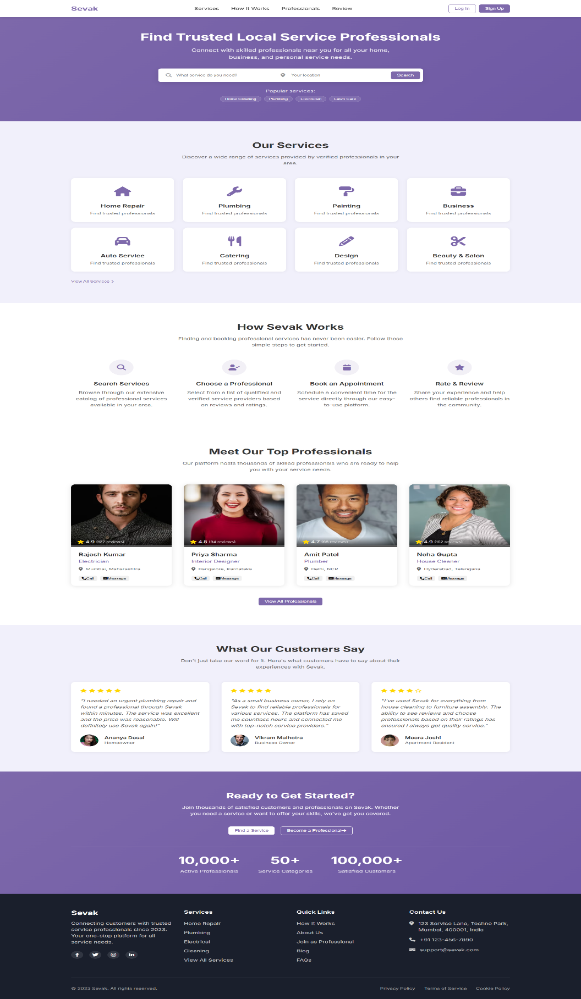 Sevak
Services How It Works Professionals Review
Log In Sign Up
Find Trusted Local Service Professionals
Connect with skilled professionals near you for all your home,
business, and personal service needs.
What service do you need? Your location Search
Popular services:
Home Cleaning Plumbing Electrician Lawn Care
Our Services
Discover a wide range of services provided by verified professionals in your
area.
Home Repair
Find trusted professionals
Plumbing
Find trusted professionals
Painting
Find trusted professionals
Business
Find trusted professionals
Auto Service
Find trusted professionals
Catering
Find trusted professionals
Design
Find trusted professionals
Beauty & Salon
Find trusted professionals
View All Services >
How Sevak Works
Finding and booking professional services has never been easier. Follow these
simple steps to get started.
Search Services
Browse through our extensive
catalog of professional services
available in your area.
Choose a Professional
Select from a list of qualified and
verified service providers based
on reviews and ratings.
Book an Appointment
Schedule a convenient time for the
service directly through our easy-
to-use platform.
Rate & Review
Share your experience and help
others find reliable professionals in
the community.
Meet Our Top Professionals
Our platform hosts thousands of skilled professionals who are ready to help
you with your service needs.
4.9 (127 reviews)
Rajesh Kumar
Electrician
Mumbai, Maharashtra
Call Message
4.8 (94 reviews)
Priya Sharma
Interior Designer
Bangalore, Karnataka
Call Message
4.7 (88 reviews)
Amit Patel
Plumber
Delhi, NCR
Call Message
4.9 (152 reviews)
Neha Gupta
House Cleaner
Hyderabad, Telangana
Call Message
View All Professionals
What Our Customers Say
Don't just take our word for it. Here's what customers have to say about their
experiences with Sevak.
"I needed an urgent plumbing repair and
found a professional through Sevak
within minutes. The service was excellent
and the price was reasonable. Will
definitely use Sevak again!"
Ananya Desai
Homeowner
"As a small business owner, I rely on
Sevak to find reliable professionals for
various services. The platform has saved
me countless hours and connected me
with top-notch service providers."
Vikram Malhotra
Business Owner
"I've used Sevak for everything from
house cleaning to furniture assembly. The
ability to see reviews and choose
professionals based on their ratings has
ensured I always get quality service."
Meera Joshi
Apartment Resident
Ready to Get Started?
Join thousands of satisfied customers and professionals on Sevak. Whether
you need a service or want to offer your skills, we've got you covered.
Find a Service Become a Professional→
10,000+
Active Professionals
50+
Service Categories
100,000+
Satisfied Customers
Sevak
Connecting customers with trusted
service professionals since 2023.
Your one-stop platform for all
service needs.
Services
Home Repair
Plumbing
Electrical
Cleaning
View All Services
Quick Links
How It Works
About Us
Join as Professional
Blog
FAQs
Contact Us
123 Service Lane, Techno Park,
Mumbai, 400001, India
+91 123-456-7890
support@sevak.com
© 2023 Sevak. All rights reserved.
Privacy Policy Terms of Service Cookie Policy